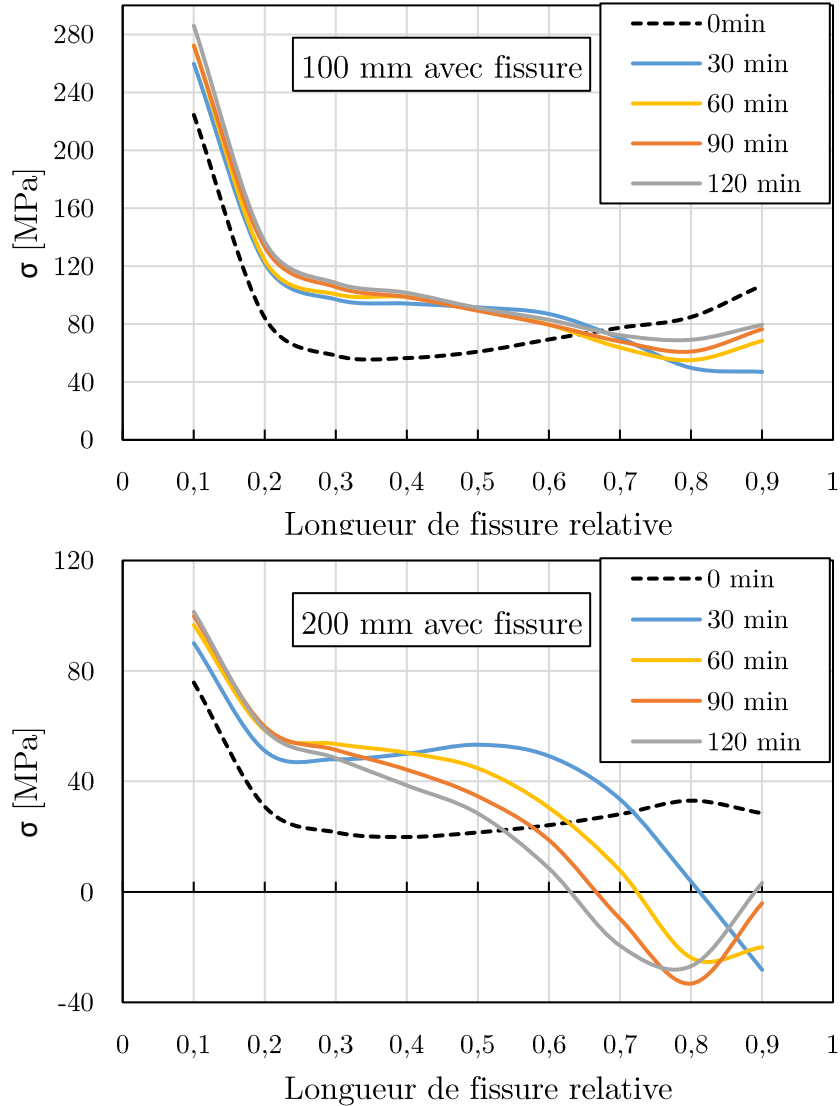 280
240
200
160
120
80
40
0
σ [MPa]
100 mm avec fissure
0min
30 min
60 min
90 min
120 min
0 0,1 0,2 0,3 0,4 0,5 0,6 0,7 0,8 0,9 1
Longueur de fissure relative
120
80
40
0
-40
σ [MPa]
200 mm avec fissure
0 min
30 min
60 min
90 min
120 min
0 0,1 0,2 0,3 0,4 0,5 0,6 0,7 0,8 0,9 1
Longueur de fissure relative